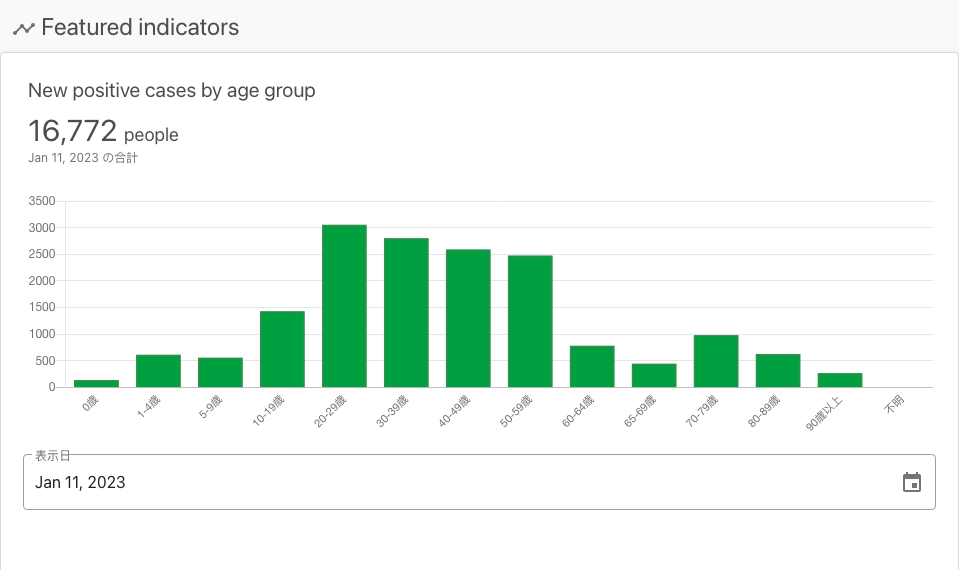 Featured indicators
New positive cases by age group
16,772 people
Jan 11, 2023 の合計
3500
3000
2500
2000
1500
1000
500
0
0歳
1-4歳
5-9歳
10-19歳
20-29歳
30-39歳
40-49歳
50-59歳
60-64歳
65-69歳
70-79歳
80-89歳
90歳以上
不明
表示日
Jan 11, 2023